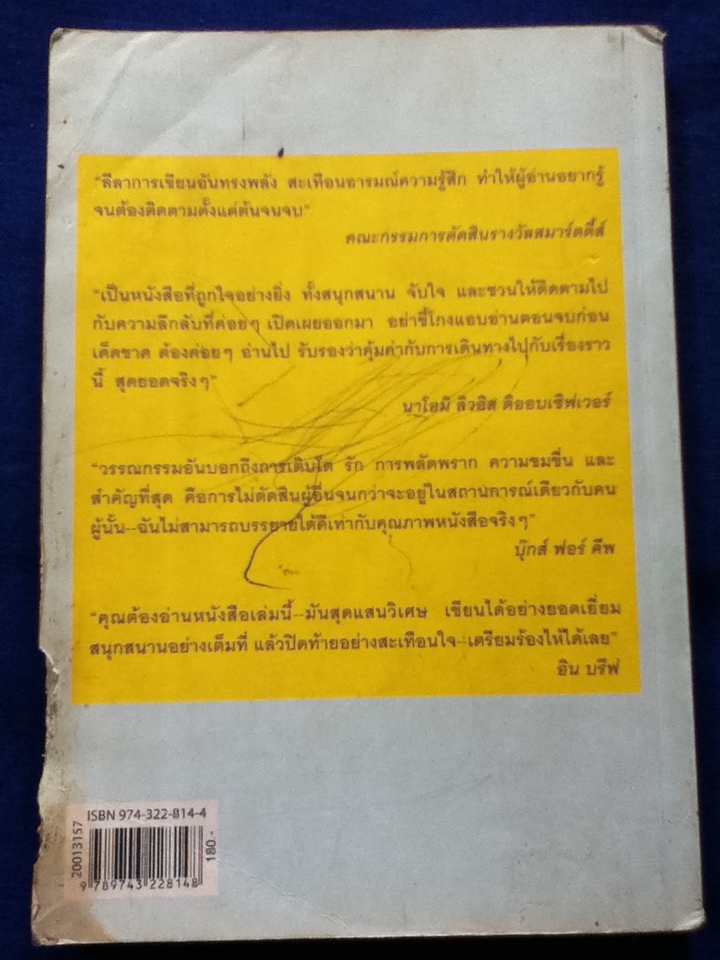 “ลีลาการเขียนอันทรงพลัง สะเทือนอารมณ์ความรู้สึก ทำให้ผู้อ่านอยากรู้
จนต้องติดตามตั้งแต่ต้นจนจบ”
คณะกรรมการตัดสินรางวัลสมาร์ตตี้ส์
“เป็นหนังสือที่ถูกใจอย่างยิ่ง ทั้งสนุกสนาน จับใจ และชวนให้ติดตามไป
กับความลึกลับที่ค่อยๆ เปิดเผยออกมา อย่าขี้โกงแอบอ่านตอนจบก่อน
เด็ดขาด ต้องค่อยๆ อ่านไป รับรองว่าคุ้มค่ากับการเดินทางไปกับเรื่องราว
นี้ สุดยอดจริงๆ”
นาโอมิ ลิวอิส ดิออบเซิฟเวอร์
“วรรณกรรมอันบอกถึงการเติบโต รัก การพลัดพราก ความขมขื่น และ
สำคัญที่สุด คือการไม่ตัดสินผู้อื่นจนกว่าจะอยู่ในสถานการณ์เดียวกับคน
ผู้นั้น--ฉันไม่สามารถบรรยายได้ดีเท่ากับคุณภาพหนังสือจริงๆ”
บุ๊กส์ ฟอร์ คีพ
“คุณต้องอ่านหนังสือเล่มนี้--มันสุดแสนวิเศษ เขียนได้อย่างยอดเยี่ยม
สนุกสนานอย่างเต็มที่ แล้วปิดท้ายอย่างสะเทือนใจ--เตรียมร้องไห้ได้เลย”
อิน บรีฟ
ISBN 974-322-814-4
20013157
180.-
9 789743 228148